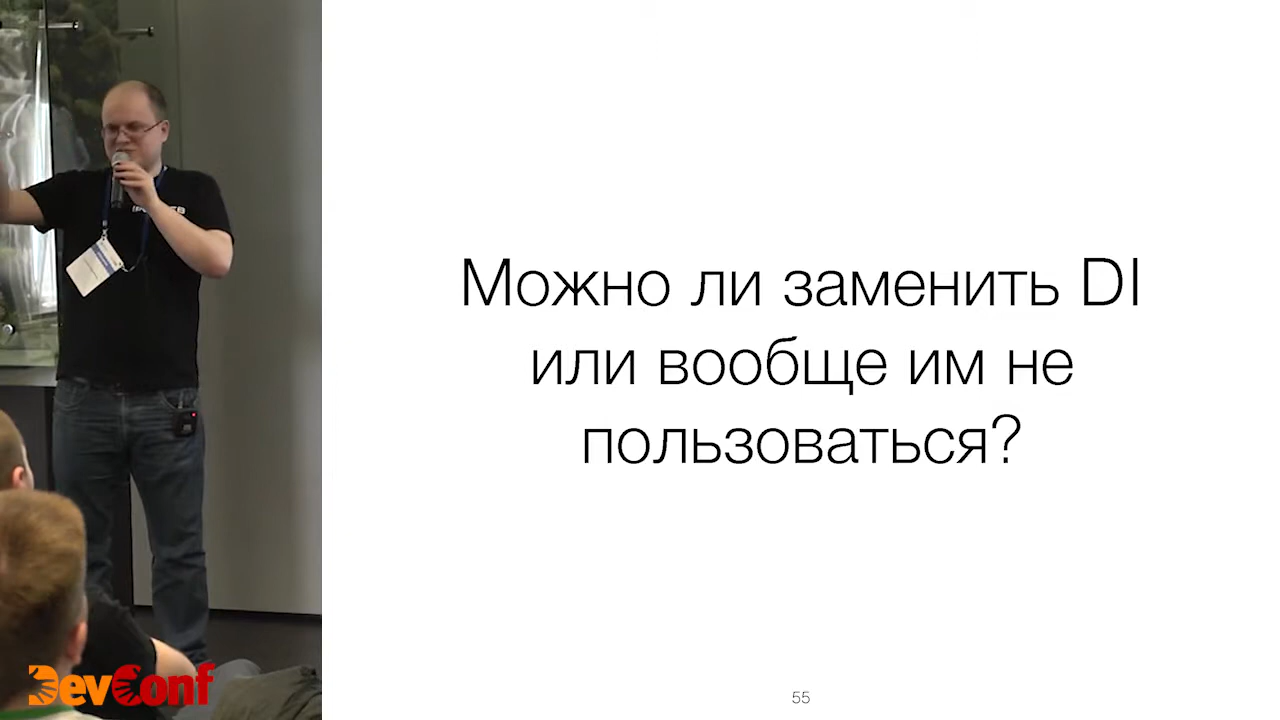 Можно ли заменить DI
или вообще им не
пользоваться?
DevConf
55